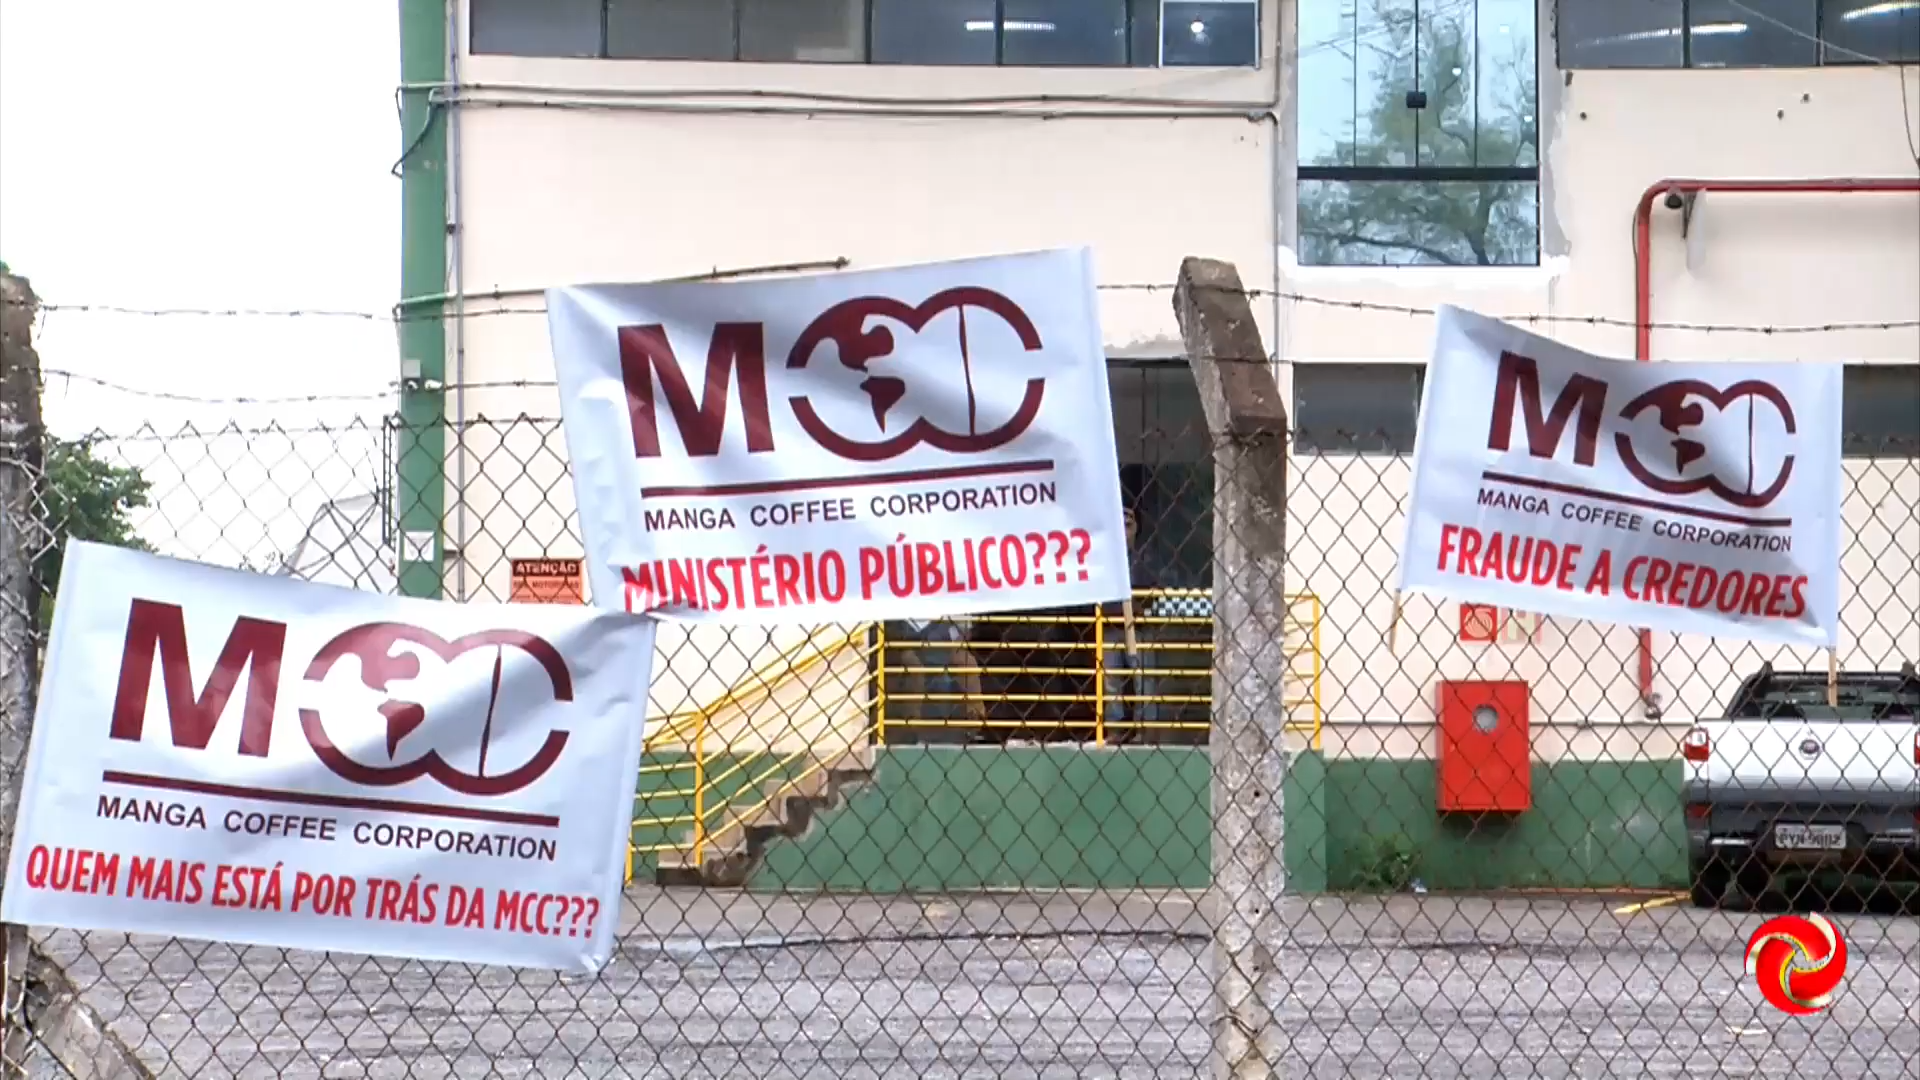 MCC
MANGA COFFEE CORPORATION
MINISTÉRIO PÚBLICO???
MCC
MANGA COFFEE CORPORATION
FRAUDE A CREDORES
ATENÇÃO
MCC
MANGA COFFEE CORPORATION
QUEM MAIS ESTÁ POR TRÁS DA MCC???